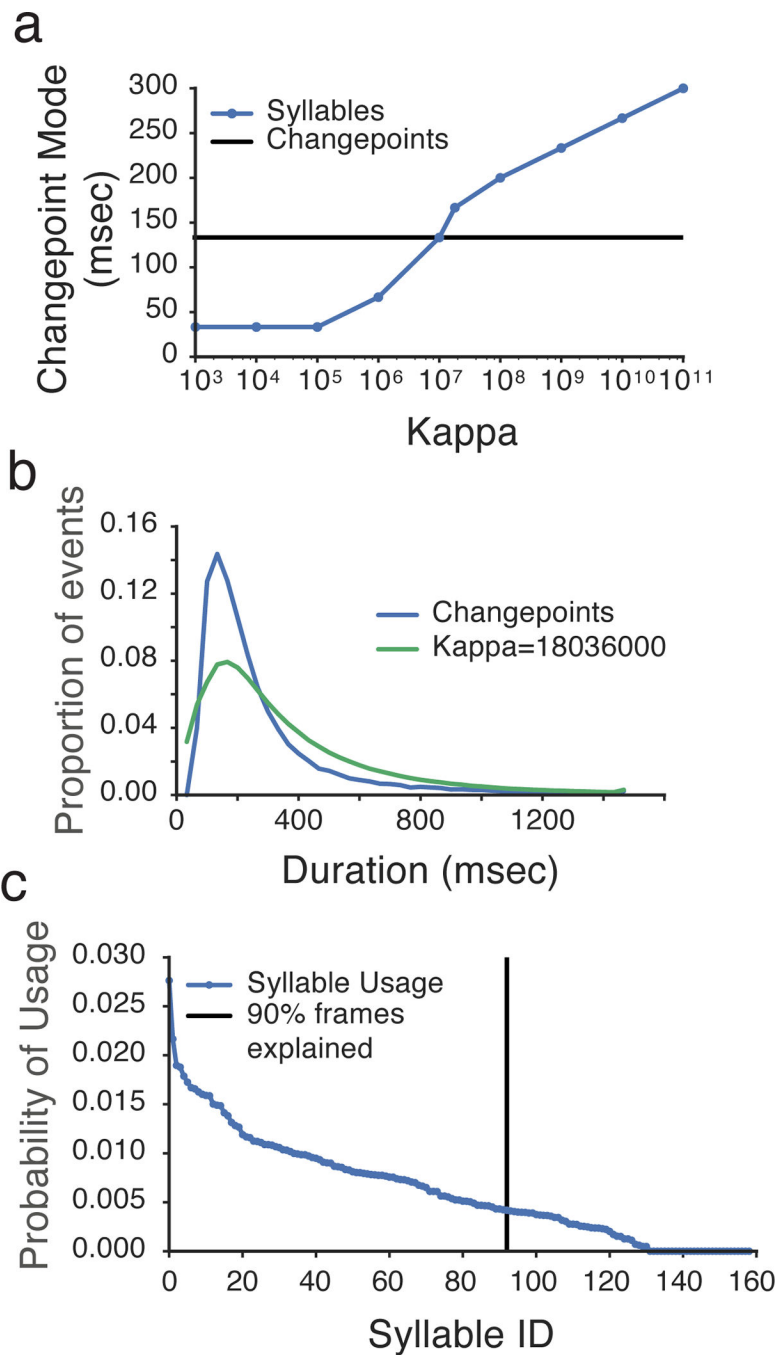 a
Changepoint Mode
(msec)
300
250
200
150
100
50
0
Syllables
Changepoints
10³ 10⁴ 10⁵ 10⁶ 10⁷ 10⁸ 10⁹ 10¹⁰ 10¹¹
Kappa
b
Proportion of events
0.16
0.12
0.08
0.04
0.00
Changepoints
Kappa=18036000
0 400 800 1200
Duration (msec)
c
Probability of Usage
0.030
0.025
0.020
0.015
0.010
0.005
0.000
Syllable Usage
90% frames
explained
0 20 40 60 80 100 120 140 160
Syllable ID